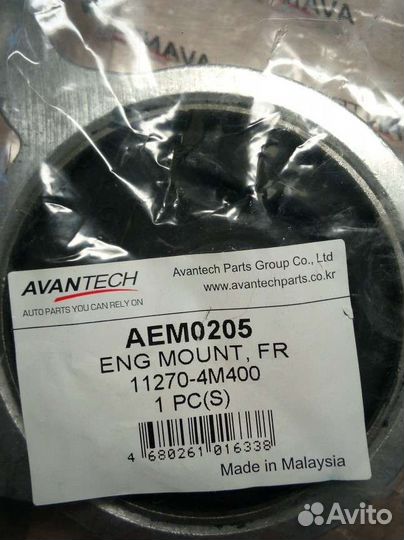 AVANTECH
AUTO PARTS YOU CAN RELY ON
Avantech Parts Group Co., Ltd
www.avantechparts.co.kr
AEM0205
ENG MOUNT, FR
11270-4M400
1 PC(S)
4 680261 016338
Made in Malaysia
Avito